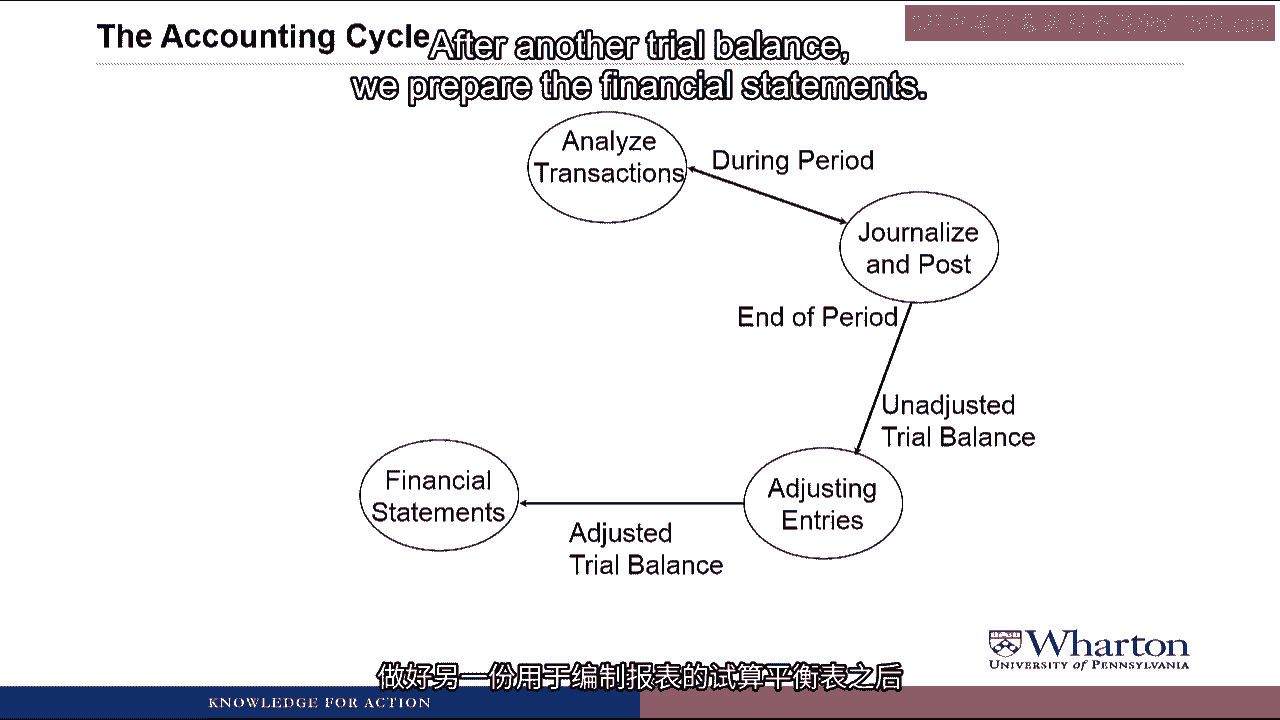 The Accounting Cycle
After another trial balance,
we prepare the financial statements.
Analyze
Transactions
During Period
Journalize
and Post
End of Period
Unadjusted
Trial Balance
Adjusting
Entries
Adjusted
Trial Balance
Financial
Statements
Wharton
UNIVERSITY of PENNSYLVANIA
做好另一份用于编制报表的试算平衡表之后
KNOWLEDGE FOR ACTION